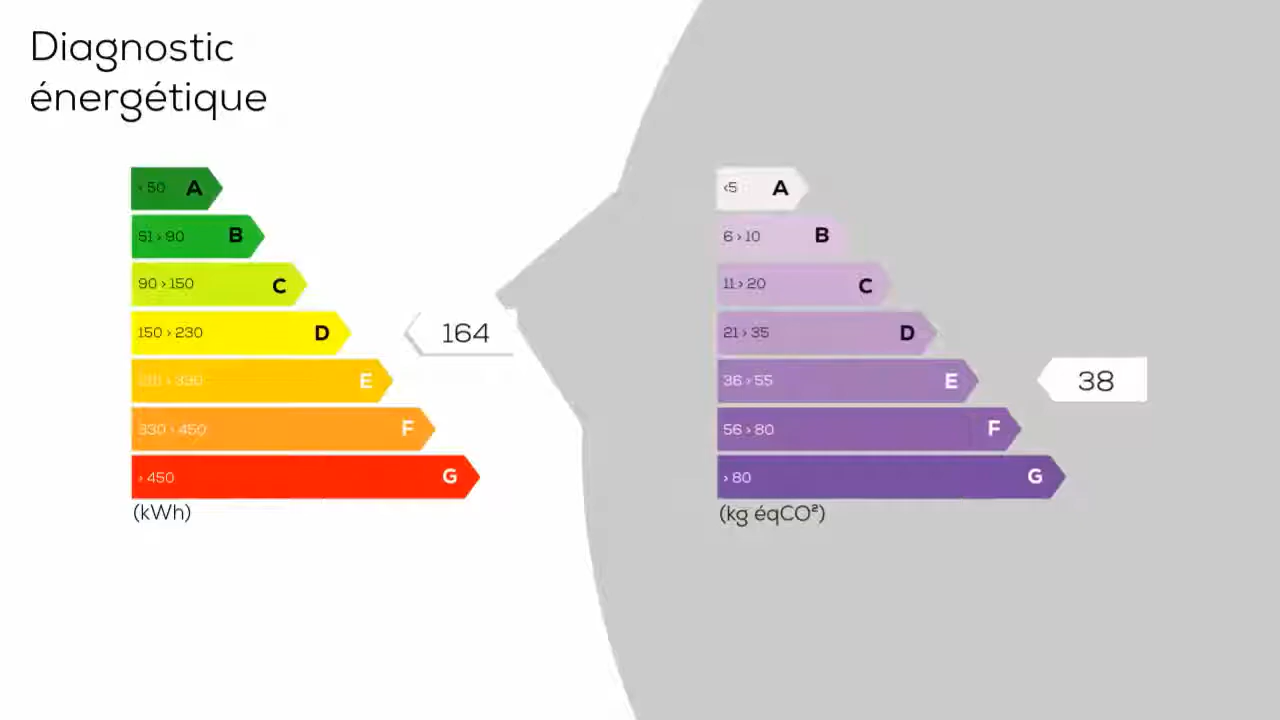 Diagnostic
énergétique
< 50 A
51 > 90 B
90 > 150 C
150 > 230 D
164
> 330 E
330 > 450 F
> 450 G
(kWh)
<5 A
6 > 10 B
11 > 20 C
21 > 35 D
36 > 55 E
38
56 > 80 F
> 80 G
(kg éqCO²)